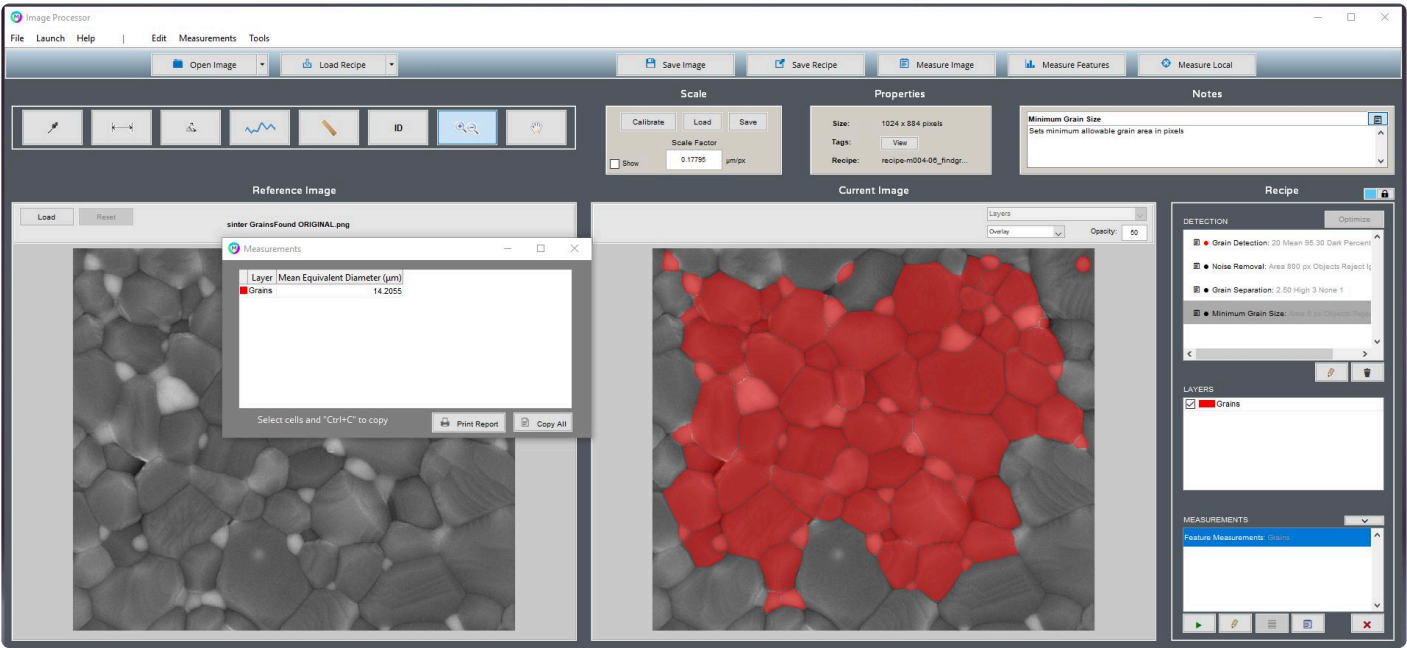 Image Processor
File Launch Help | Edit Measurements Tools
Open Image Load Recipe Save Image Save Recipe Measure Image Measure Features Measure Local
Scale
Properties
Notes
ID
Calibrate Load Save
Scale Factor
Show 0.17795 µm/px
Size: 1024 x 884 pixels
Tags: View
Recipe: recipe-m004-06_findgr...
Minimum Grain Size
Sets minimum allowable grain area in pixels
Reference Image
Current Image
Recipe
Load Reset
sinter GrainsFound ORIGINAL.png
Layers
Overlay Opacity: 50
Measurements
Layer Mean Equivalent Diameter (µm)
Grains 14.2055
Select cells and "Ctrl+C" to copy
Print Report Copy All
DETECTION Optimize
Grain Detection: 20 Mean 95.30 Dark Percent
Noise Removal: Area 800 px Objects Reject Ig
Grain Separation: 2.50 High 3 None 1
Minimum Grain Size:
LAYERS
Grains
MEASUREMENTS
Feature Measurements: Grains